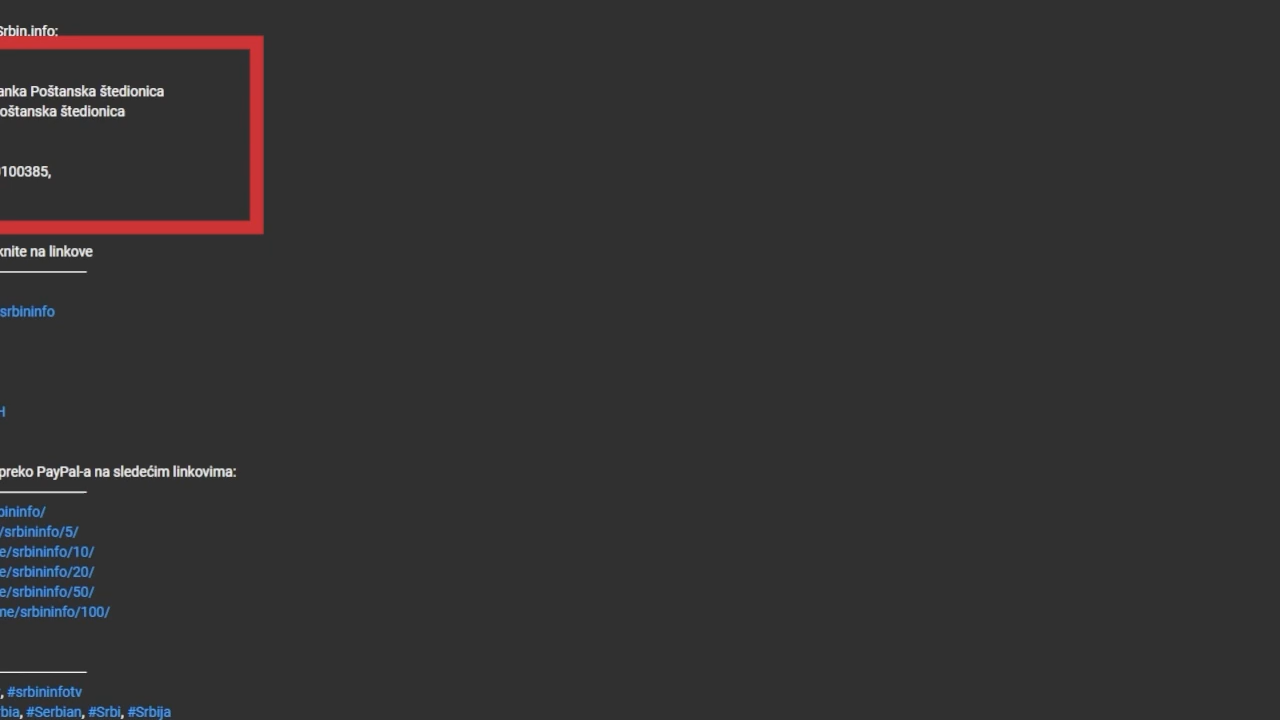 Srbin.info:
anka Poštanska štedionica
oštanska štedionica
100385,
knite na linkove
srbininfo
H
preko PayPal-a na sledećim linkovima:
bininfo/
/srbininfo/5/
e/srbininfo/10/
e/srbininfo/20/
e/srbininfo/50/
me/srbininfo/100/
, #srbininfotv
bia, #Serbian, #Srbi, #Srbija